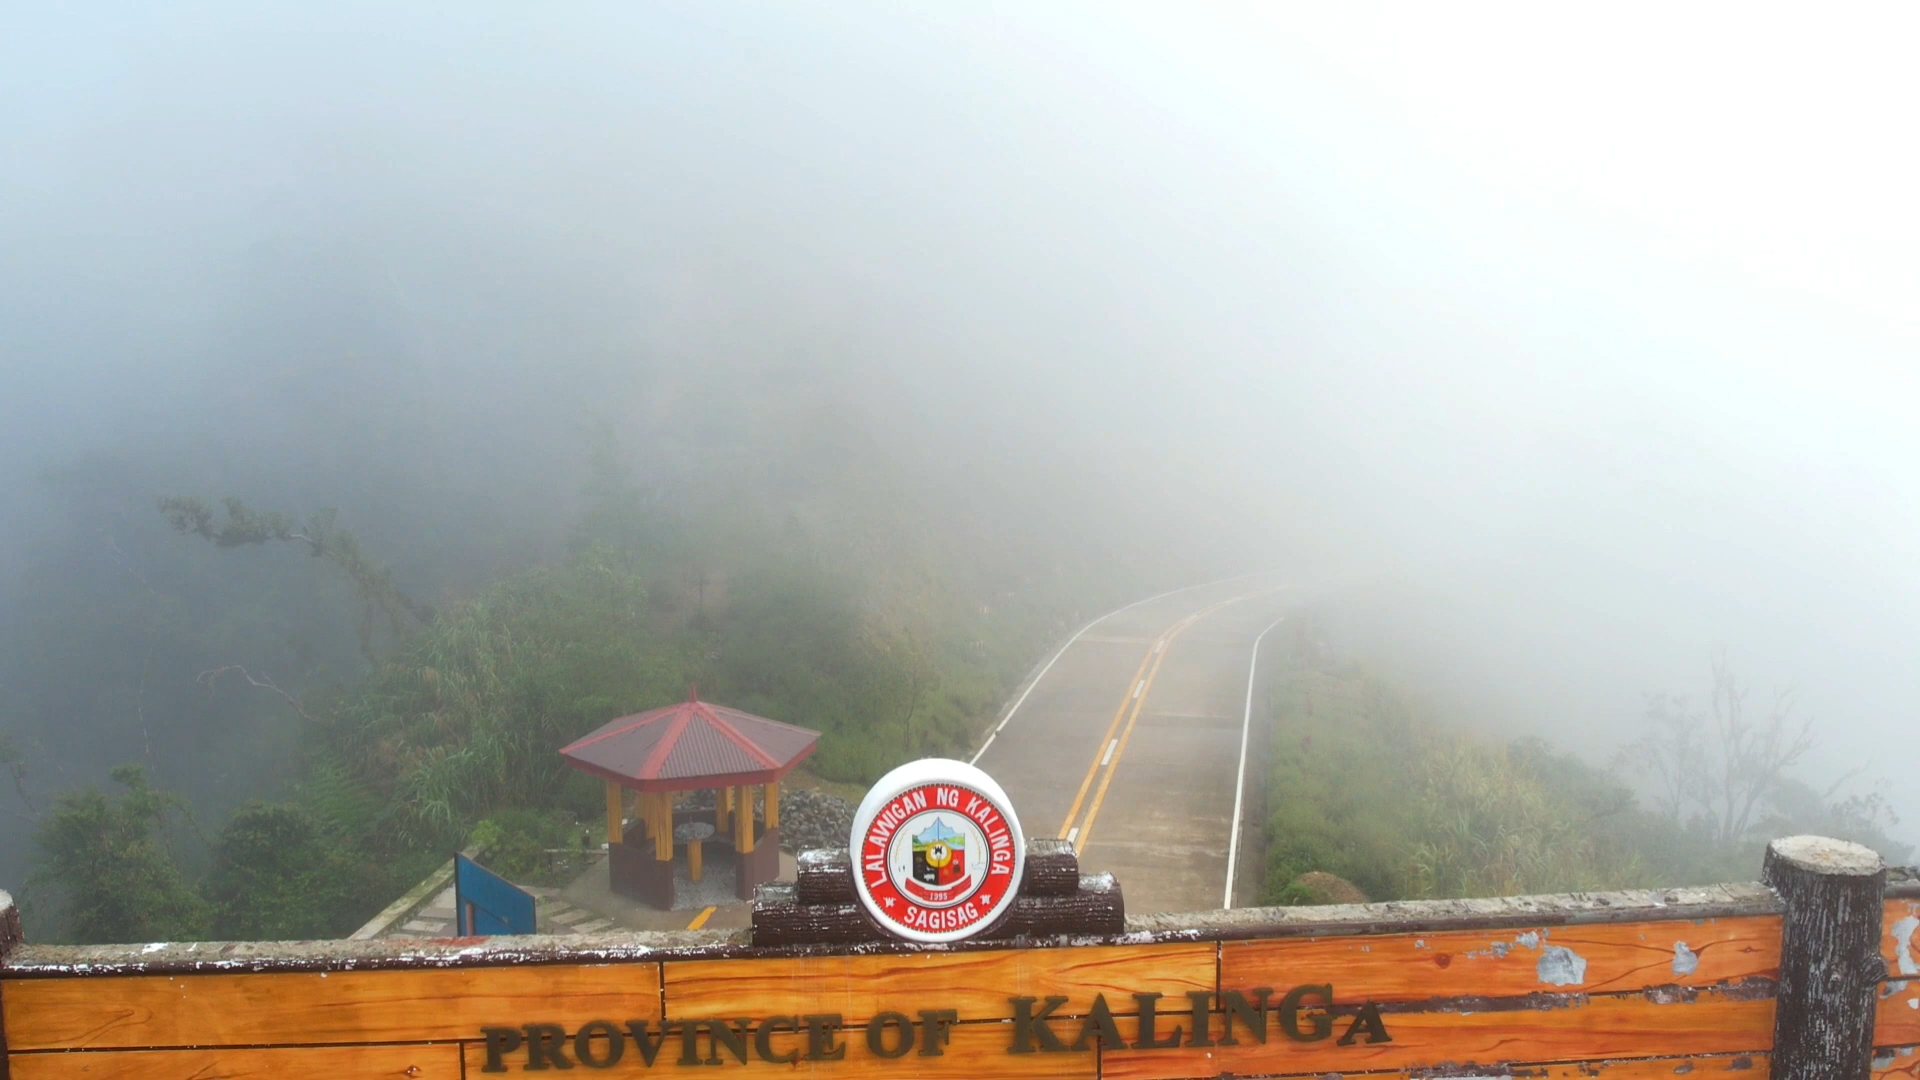 LALAWIGAN NG KALINGA
1995
SAGISAG
PROVINCE OF KALINGA